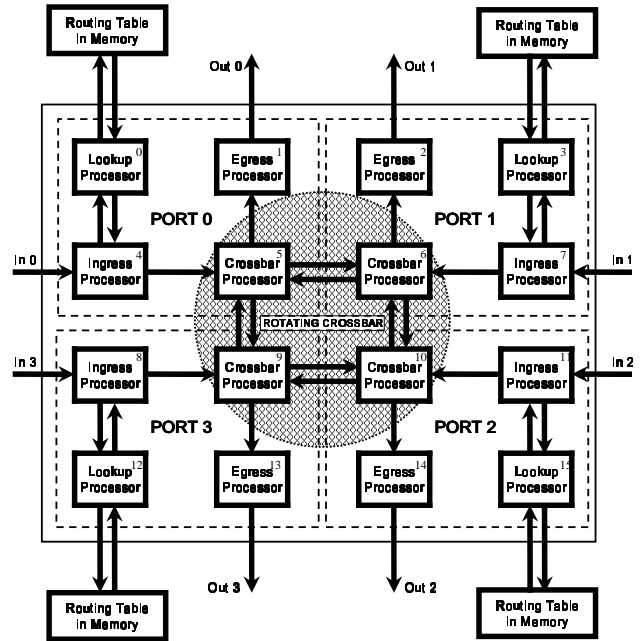 Routing Table
in Memory
Routing Table
in Memory
Out 0
Out 1
0
Lookup
Processor
1
Egress
Processor
2
Egress
Processor
3
Lookup
Processor
PORT 0
PORT 1
In 0
4
Ingress
Processor
5
Crossbar
Processor
6
Crossbar
Processor
7
Ingress
Processor
In 1
ROTATING CROSSBAR
In 3
8
Ingress
Processor
9
Crossbar
Processor
10
Crossbar
Processor
11
Ingress
Processor
In 2
PORT 3
PORT 2
12
Lookup
Processor
13
Egress
Processor
14
Egress
Processor
15
Lookup
Processor
Out 3
Out 2
Routing Table
in Memory
Routing Table
in Memory